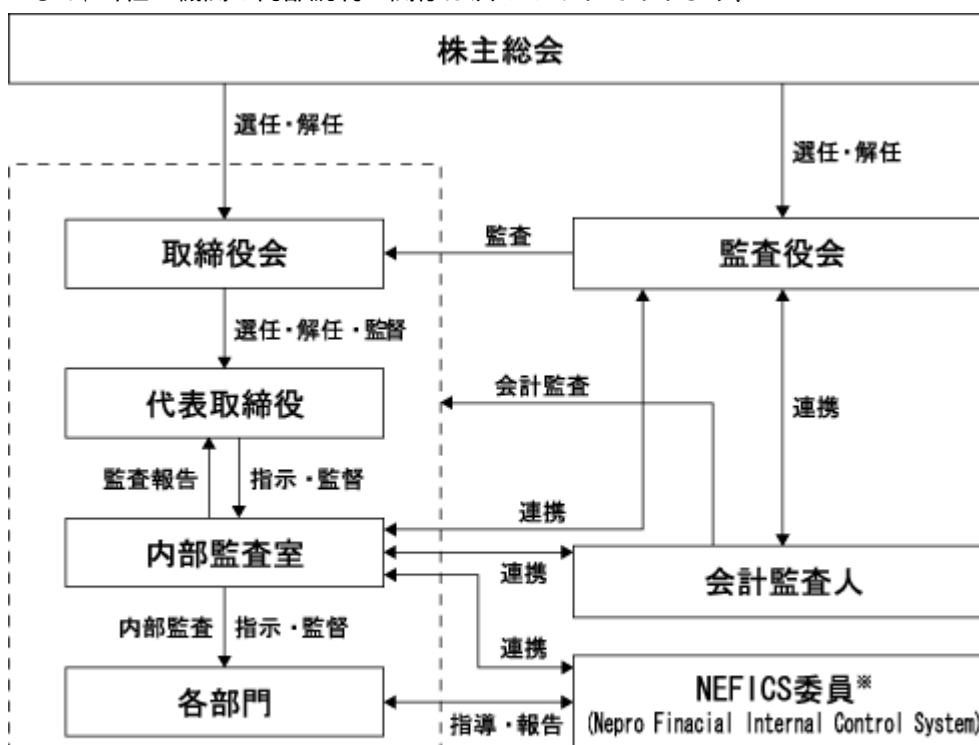 株主総会
選任・解任
選任・解任
取締役会
監査
監査役会
選任・解任・監督
代表取締役
会計監査
連携
監査報告
指示・監督
連携
内部監査室
連携
会計監査人
内部監査
指示・監督
連携
各部門
指導・報告
NEFICS委員※
(Nepro Finacial Internal Control System)